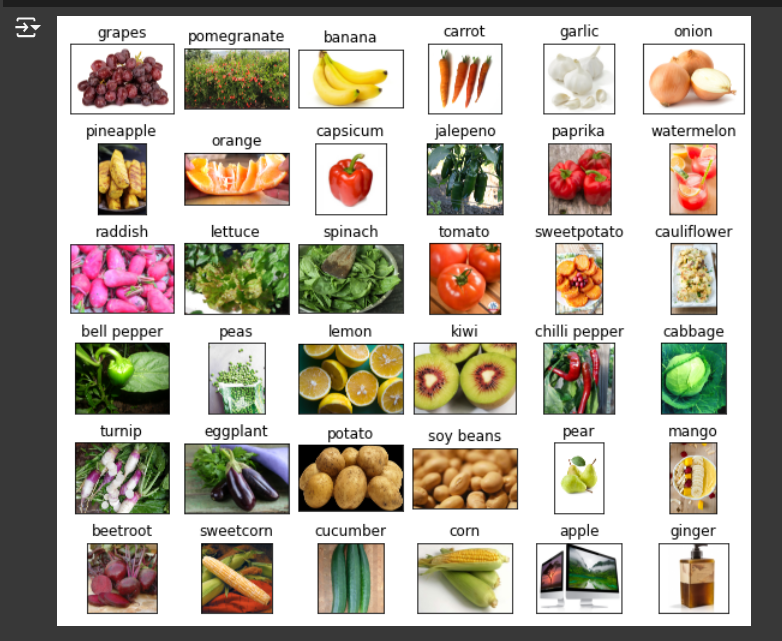 grapes pomegranate banana carrot garlic onion
pineapple orange capsicum jalepeno paprika watermelon
raddish lettuce spinach tomato sweetpotato cauliflower
bell pepper peas lemon kiwi chilli pepper cabbage
turnip eggplant potato soy beans pear mango
beetroot sweetcorn cucumber corn apple ginger